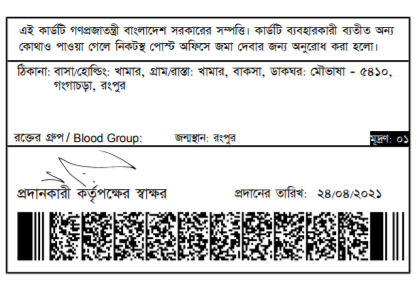 এই কার্ডটি গণপ্রজাতন্ত্রী বাংলাদেশ সরকারের সম্পত্তি। কার্ডটি ব্যবহারকারী ব্যতীত অন্য
কোথাও পাওয়া গেলে নিকটস্থ পোস্ট অফিসে জমা দেবার জন্য অনুরোধ করা হলো।
ঠিকানা: বাসা/হোল্ডিং: খামার, গ্রাম/রাস্তা: খামার, বাকসা, ডাকঘর: মৌভাষা - ৫৪১০,
গংগাচড়া, রংপুর
রক্তের গ্রুপ / Blood Group: জন্মস্থান: রংপুর মূদ্রণ: ০১
প্রদানকারী কর্তৃপক্ষের স্বাক্ষর প্রদানের তারিখ: ২৪/০৪/২০২১